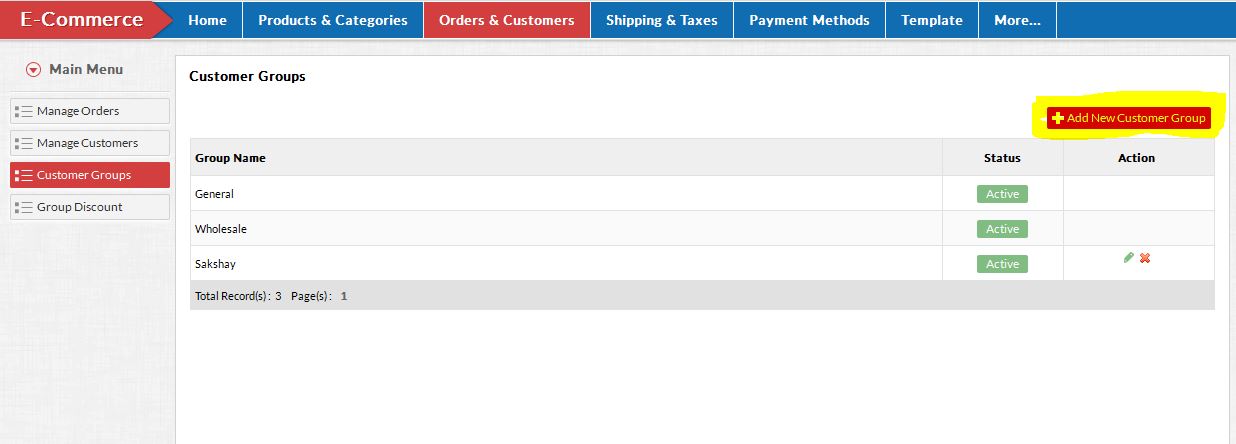 E-Commerce Home Products & Categories Orders & Customers Shipping & Taxes Payment Methods Template More...
Main Menu
Manage Orders
Manage Customers
Customer Groups
Group Discount
Customer Groups
Add New Customer Group
Group Name Status Action
General Active
Wholesale Active
Sakshay Active
Total Record(s) : 3 Page(s) : 1